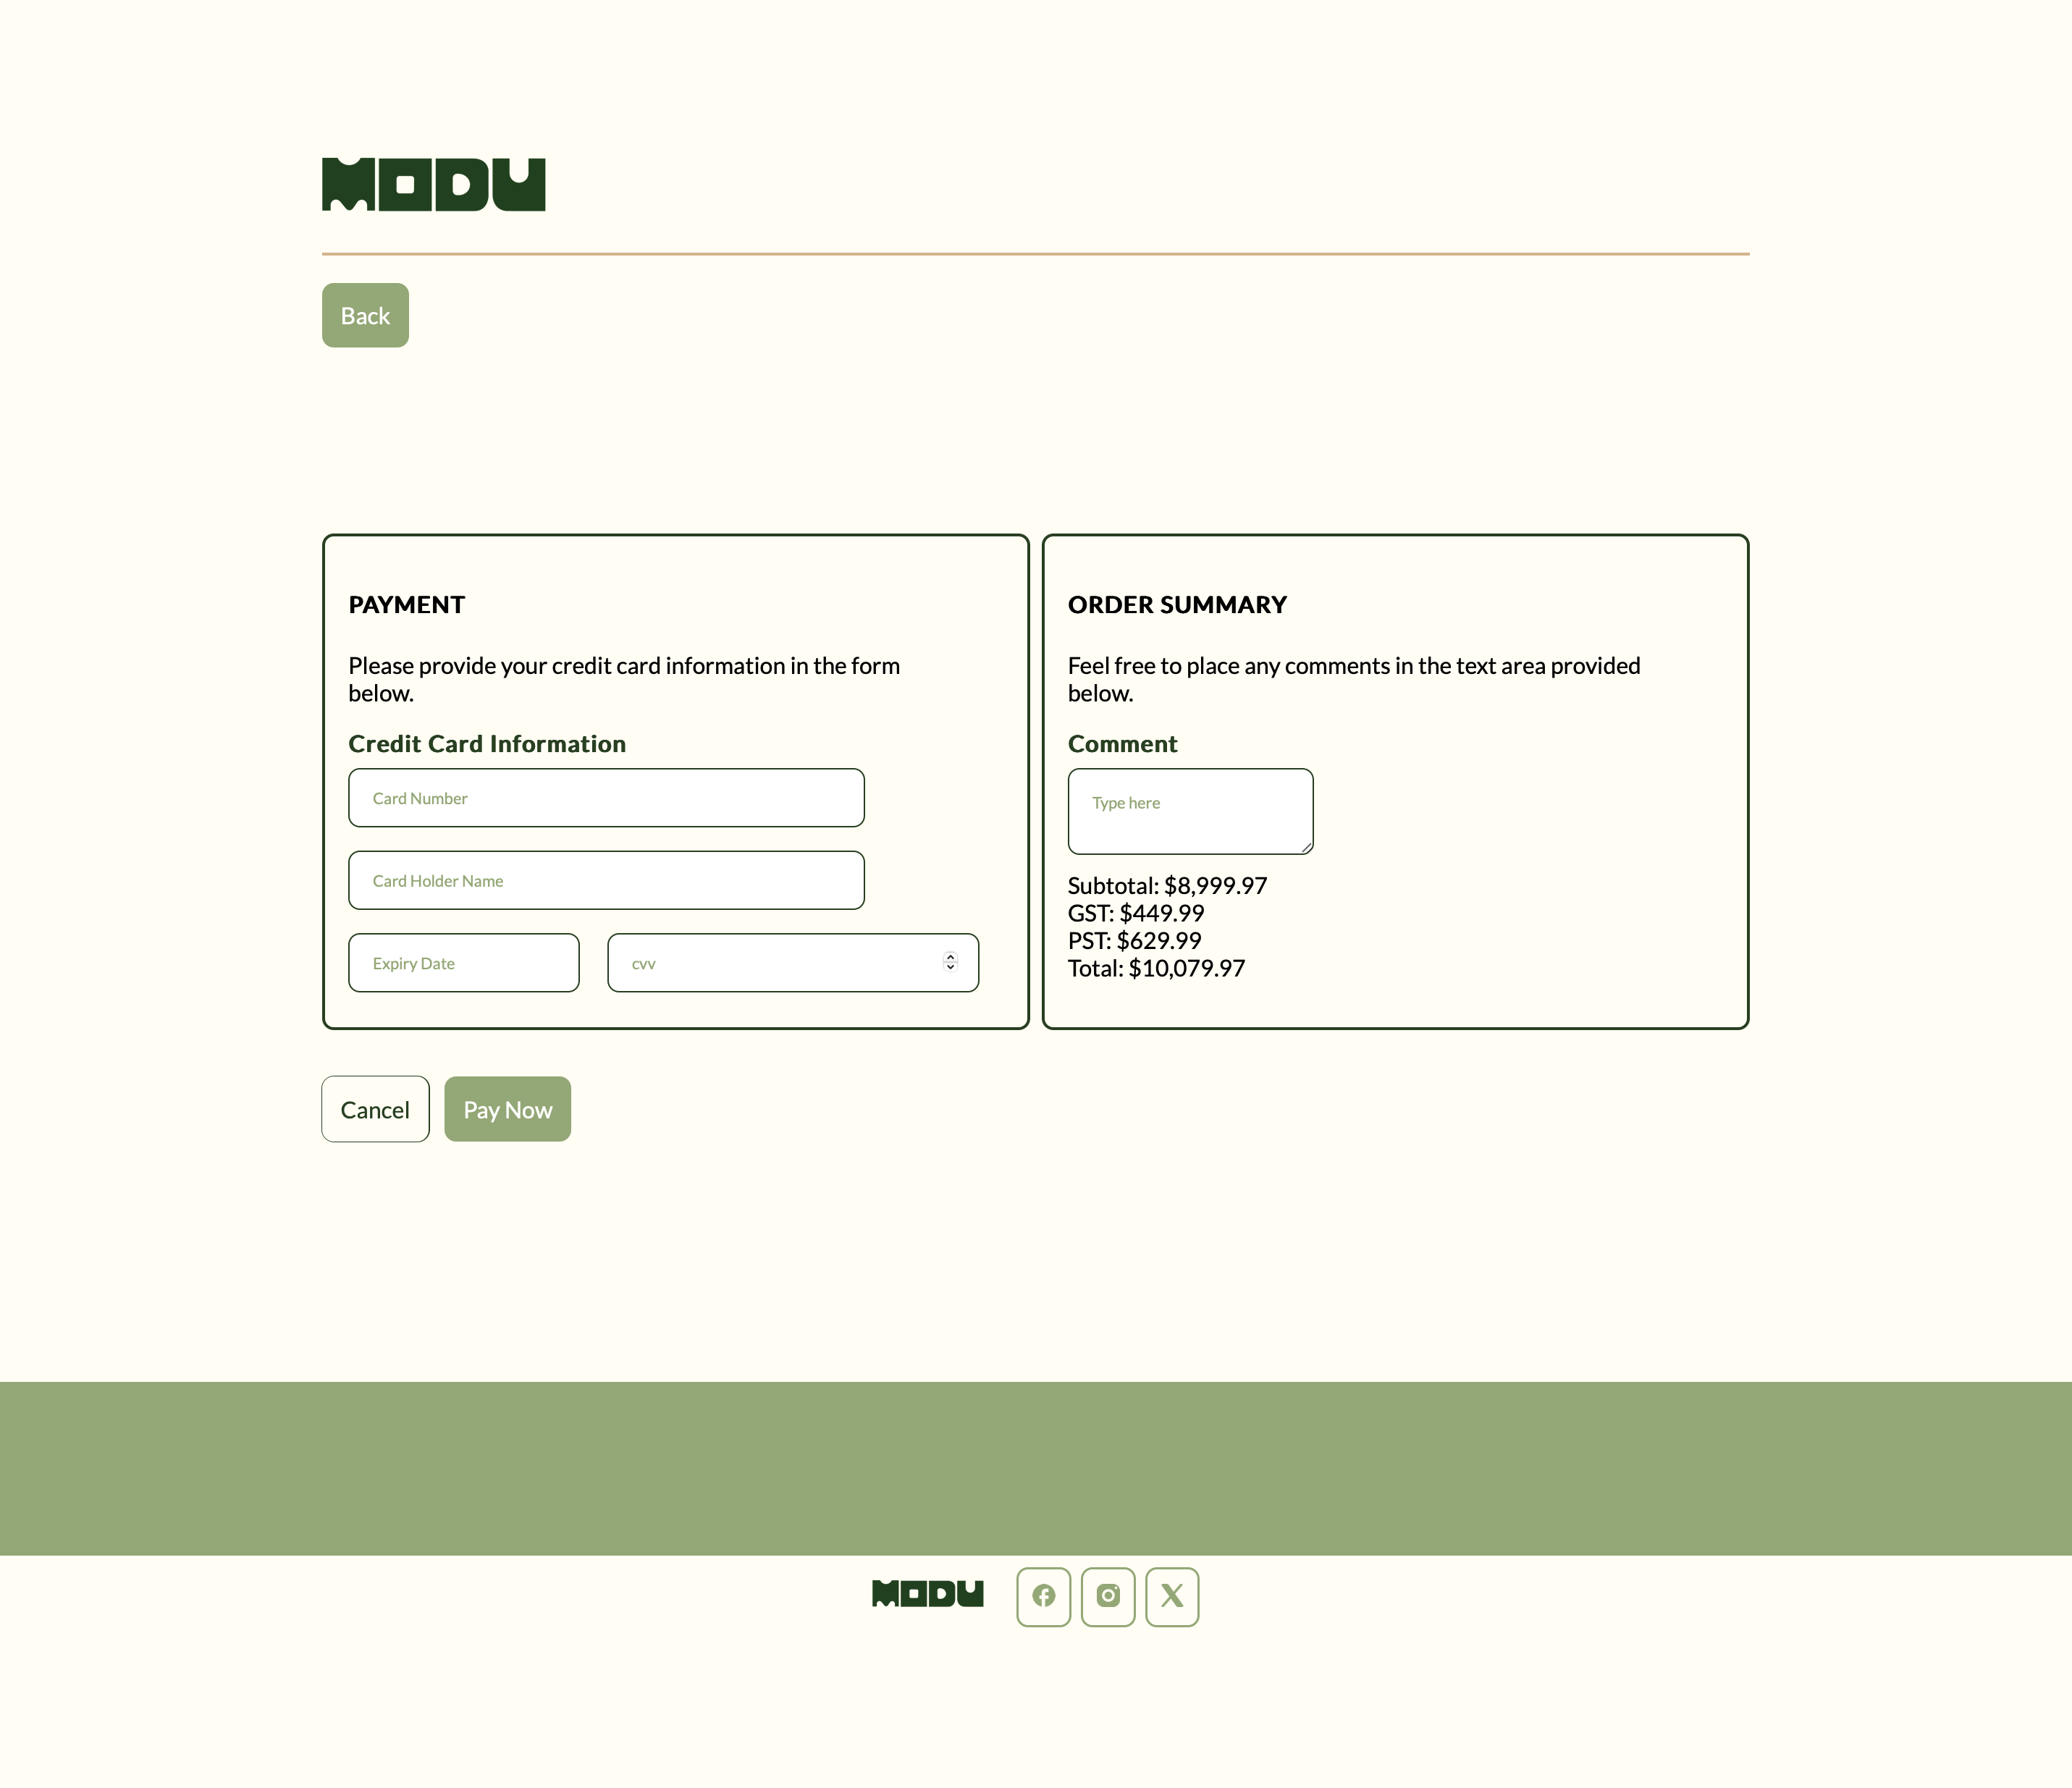 MODU
Back
PAYMENT
Please provide your credit card information in the form
below.
Credit Card Information
Card Number
Card Holder Name
Expiry Date
cvv
ORDER SUMMARY
Feel free to place any comments in the text area provided
below.
Comment
Type here
Subtotal: $8,999.97
GST: $449.99
PST: $629.99
Total: $10,079.97
Cancel
Pay Now
MODU